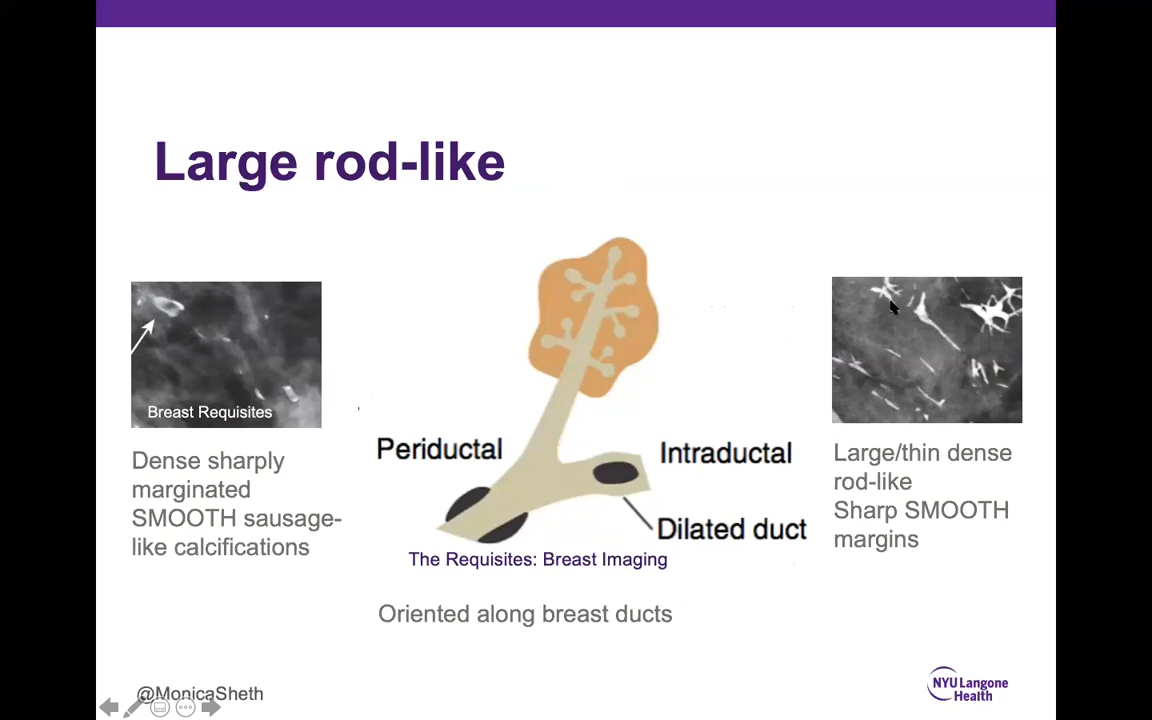 Large rod-like
Breast Requisites
Dense sharply
marginated
SMOOTH sausage-
like calcifications
Periductal
Intraductal
Dilated duct
The Requisites: Breast Imaging
Oriented along breast ducts
Large/thin dense
rod-like
Sharp SMOOTH
margins
@MonicaSheth
NYU Langone
Health